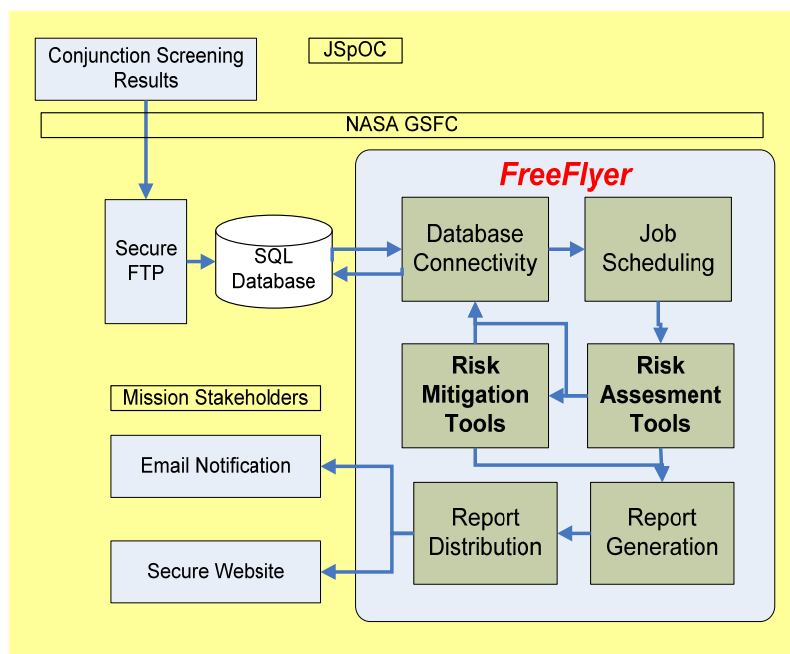 Conjunction Screening
Results
JSpOC
NASA GSFC
FreeFlyer
Secure
FTP
SQL
Database
Database
Connectivity
Job
Scheduling
Risk
Mitigation
Tools
Risk
Assesment
Tools
Mission Stakeholders
Email Notification
Secure Website
Report
Distribution
Report
Generation